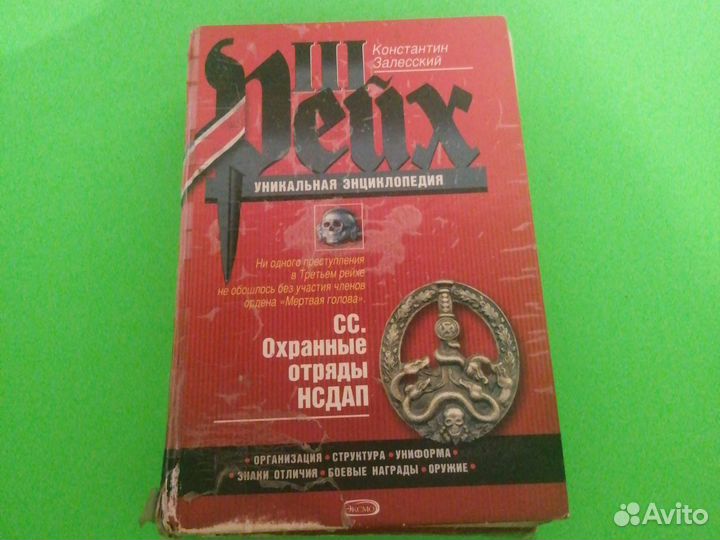 Константин
Залесский
III
Рейх
УНИКАЛЬНАЯ ЭНЦИКЛОПЕДИЯ
Ни одного преступления
в Третьем рейхе
не обошлось без участия членов
ордена «Мертвая голова».
СС.
Охранные
отряды
НСДАП
• ОРГАНИЗАЦИЯ • СТРУКТУРА • УНИФОРМА •
• ЗНАКИ ОТЛИЧИЯ • БОЕВЫЕ НАГРАДЫ • ОРУЖИЕ •
ЭКСМО
Avito